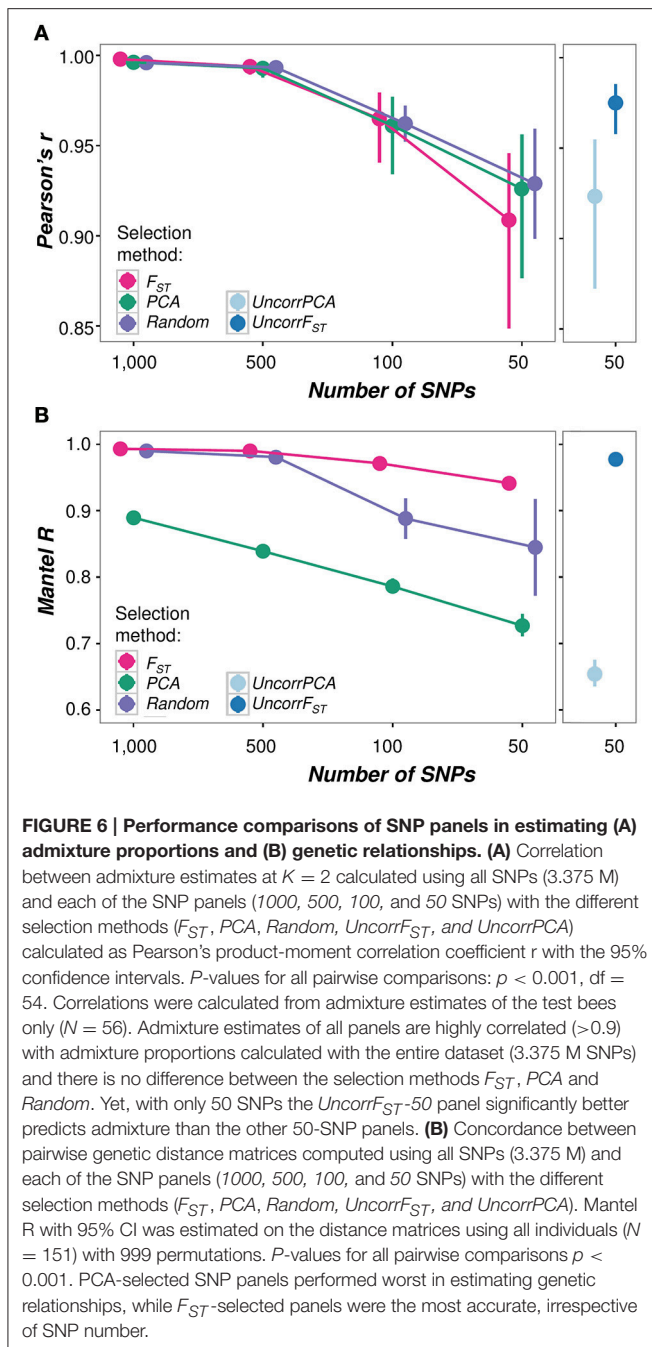 A
1.00
0.95
0.90
0.85
Pearson's r
Selection
method:
FST
PCA
Random
UncorrPCA
UncorrFST
1,000
500
100
50
50
Number of SNPs
B
1.0
0.9
0.8
0.7
0.6
Mantel R
Selection
method:
FST
PCA
Random
UncorrPCA
UncorrFST
1,000
500
100
50
50
Number of SNPs
FIGURE 6 | Performance comparisons of SNP panels in estimating (A)
admixture proportions and (B) genetic relationships. (A) Correlation
between admixture estimates at K = 2 calculated using all SNPs (3.375 M)
and each of the SNP panels (1000, 500, 100, and 50 SNPs) with the different
selection methods (FST, PCA, Random, UncorrFST, and UncorrPCA)
calculated as Pearson's product-moment correlation coefficient r with the 95%
confidence intervals. P-values for all pairwise comparisons: p < 0.001, df =
54. Correlations were calculated from admixture estimates of the test bees
only (N = 56). Admixture estimates of all panels are highly correlated (>0.9)
with admixture proportions calculated with the entire dataset (3.375 M SNPs)
and there is no difference between the selection methods FST, PCA and
Random. Yet, with only 50 SNPs the UncorrFST-50 panel significantly better
predicts admixture than the other 50-SNP panels. (B) Concordance between
pairwise genetic distance matrices computed using all SNPs (3.375 M) and
each of the SNP panels (1000, 500, 100, and 50 SNPs) with the different
selection methods (FST, PCA, Random, UncorrFST, and UncorrPCA). Mantel
R with 95% CI was estimated on the distance matrices using all individuals (N
= 151) with 999 permutations. P-values for all pairwise comparisons p <
0.001. PCA-selected SNP panels performed worst in estimating genetic
relationships, while FST-selected panels were the most accurate, irrespective
of SNP number.